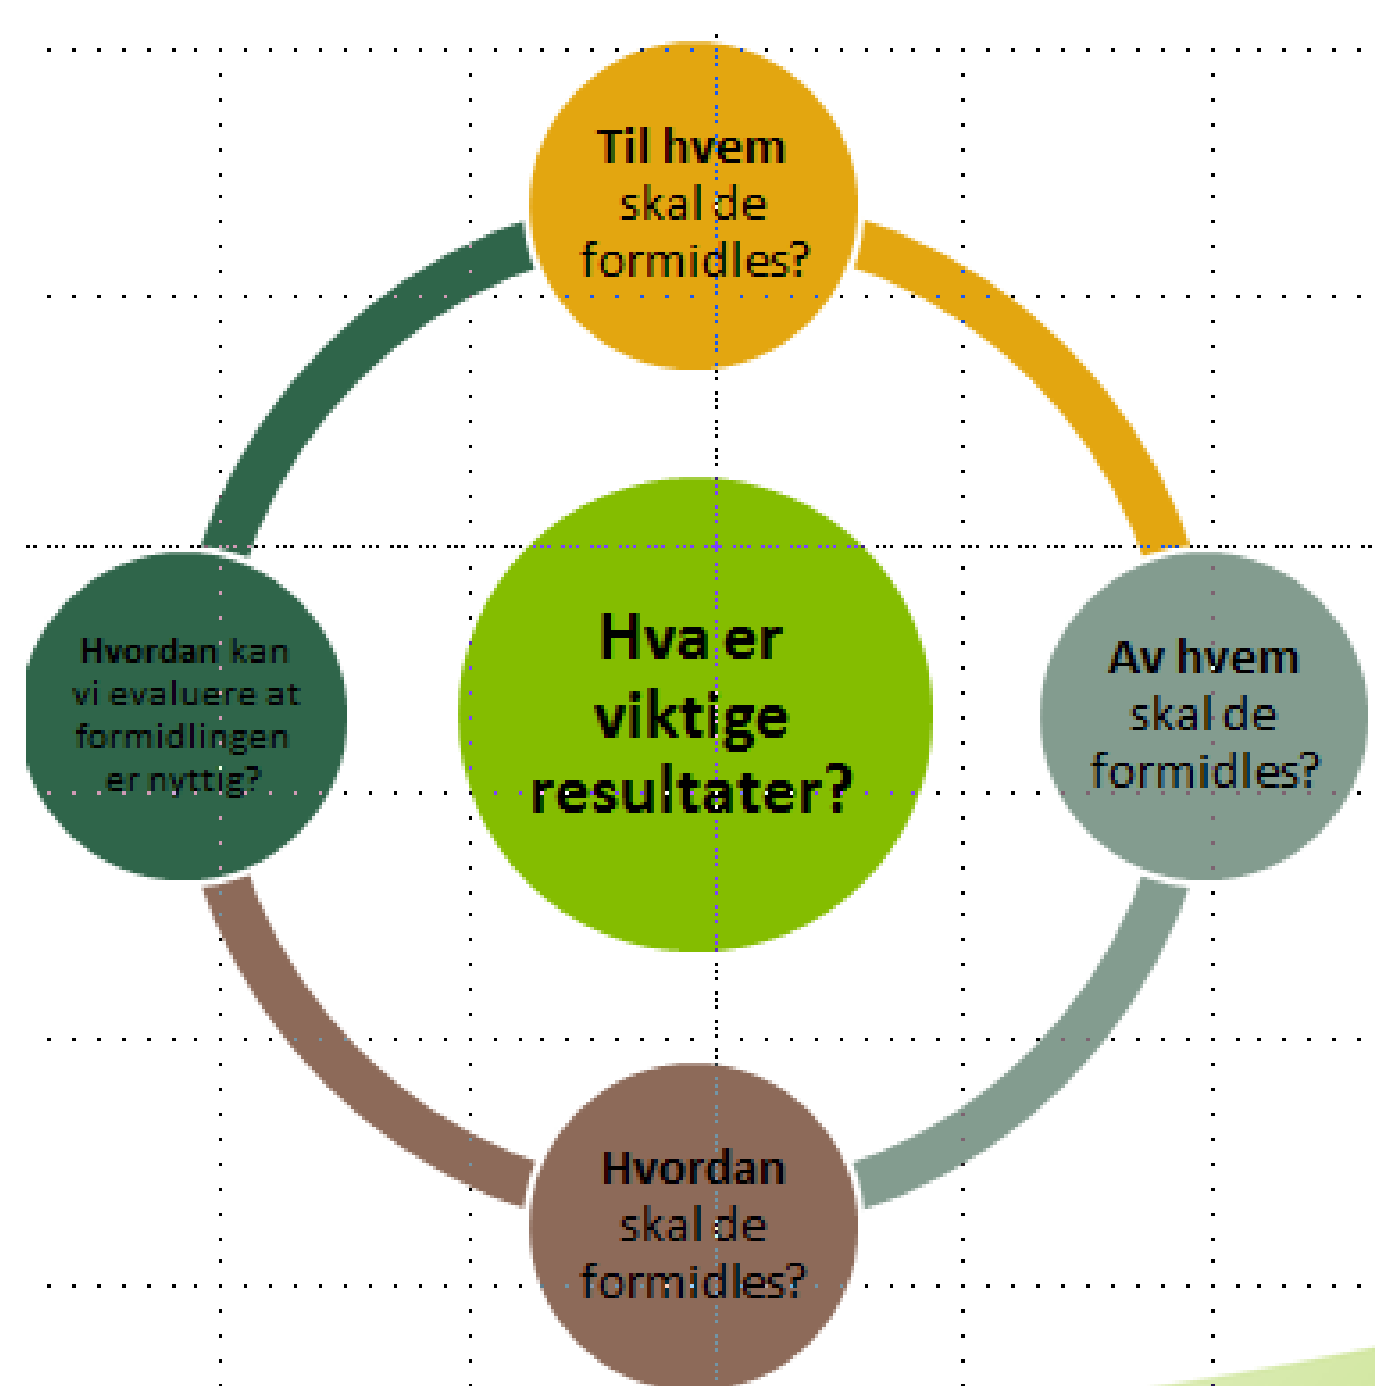 Til hvem
skal de
formidles?
Hva er
viktige
resultater?
Av hvem
skal de
formidles?
Hvordan
skal de
formidles?
Hvordan kan
vi evaluere at
formidlingen
er nyttig?